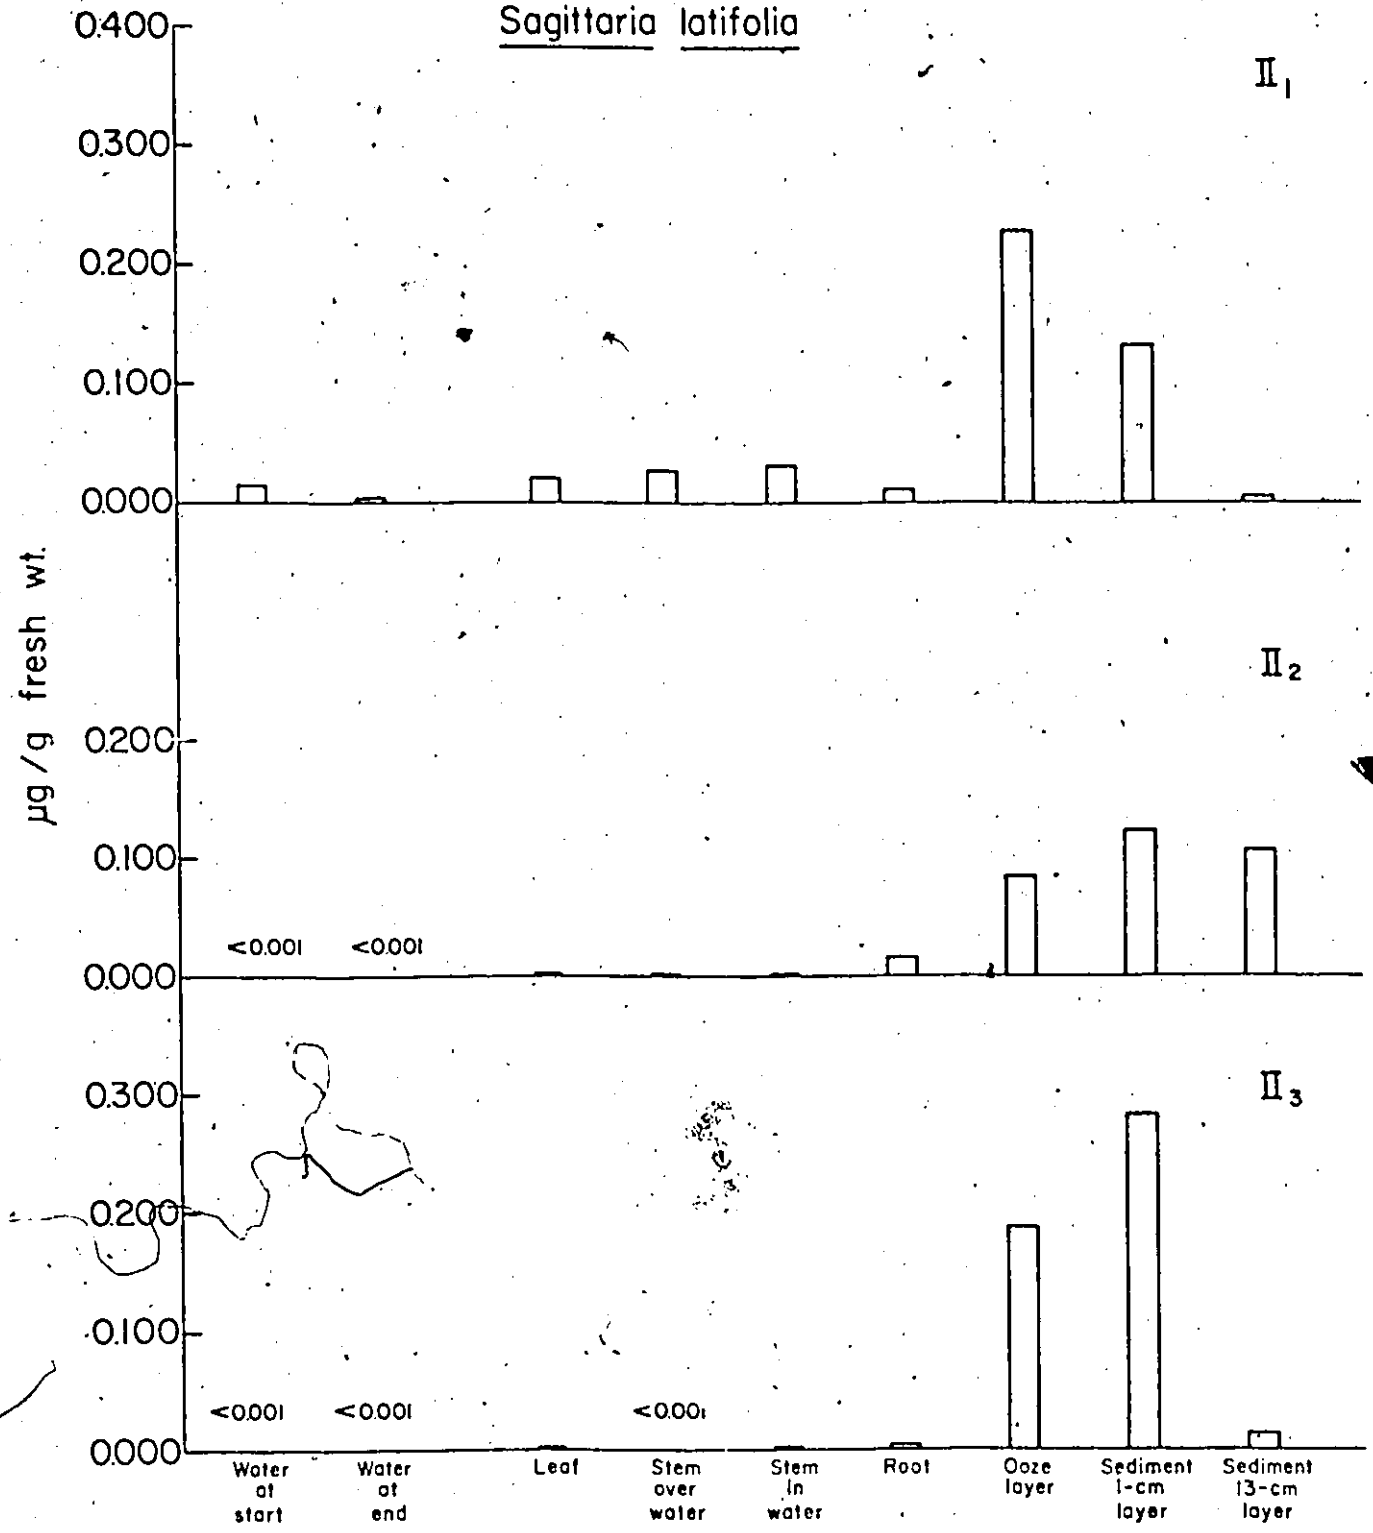 Sagittaria latifolia
0.400
0.300
0.200
0.100
0.000
II1
µg/g fresh wt.
0.200
0.100
0.000
II2
<0.001
<0.001
0.300
0.200
0.100
0.000
II3
<0.001
<0.001
<0.001
Water
at
start
Water
at
end
Leaf
Stem
over
water
Stem
in
water
Root
Ooze
layer
Sediment
1-cm
layer
Sediment
13-cm
layer